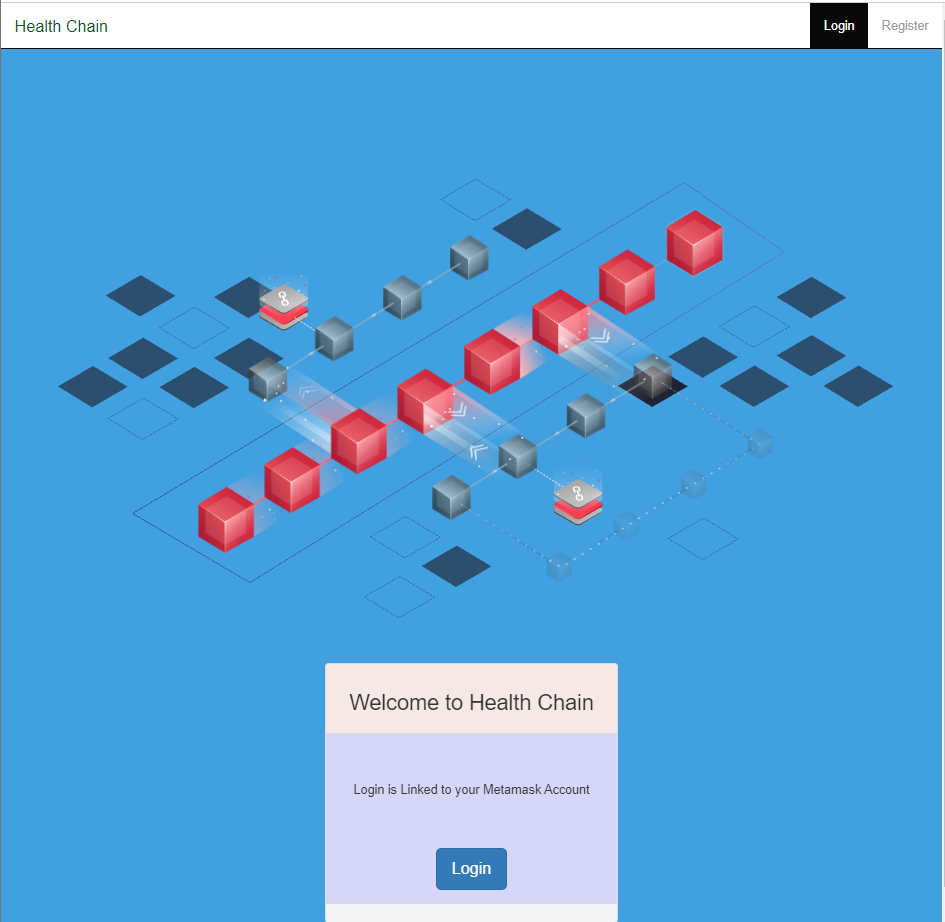 Health Chain
Login
Register
Welcome to Health Chain
Login is Linked to your Metamask Account
Login